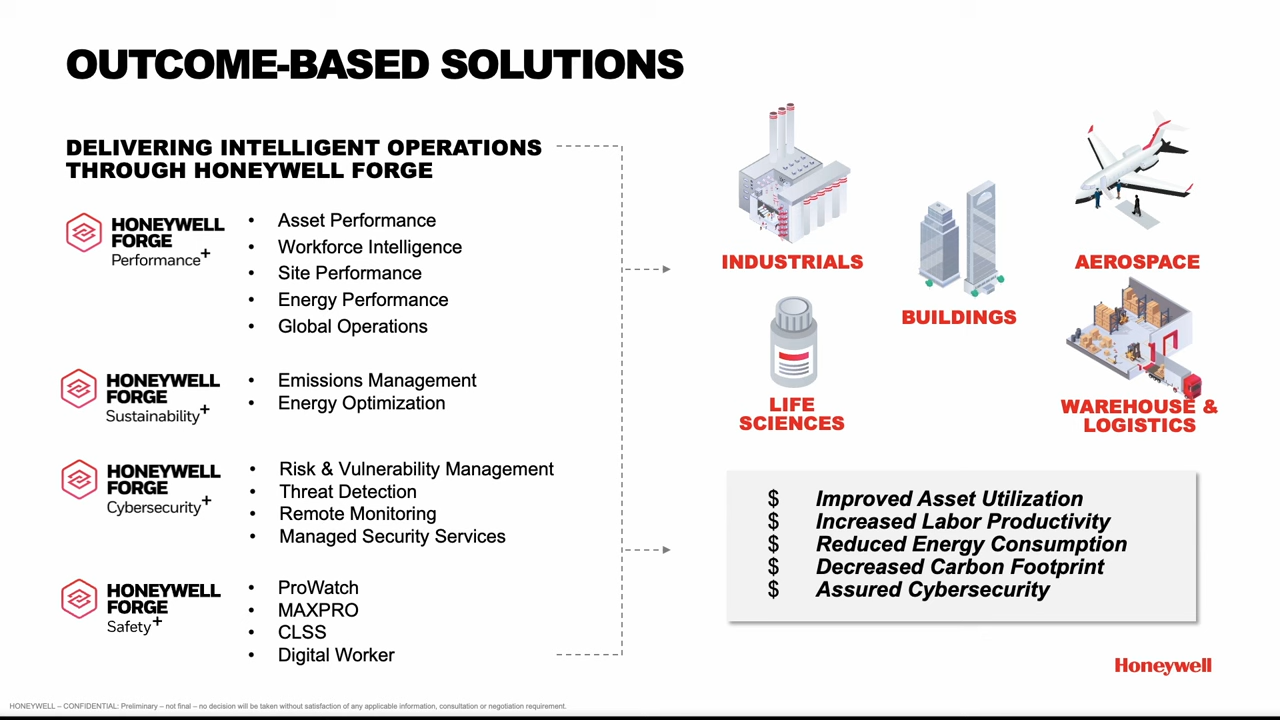 OUTCOME-BASED SOLUTIONS
DELIVERING INTELLIGENT OPERATIONS
THROUGH HONEYWELL FORGE
HONEYWELL
FORGE
Performance+
• Asset Performance
• Workforce Intelligence
• Site Performance
• Energy Performance
• Global Operations
HONEYWELL
FORGE
Sustainability+
• Emissions Management
• Energy Optimization
HONEYWELL
FORGE
Cybersecurity+
• Risk & Vulnerability Management
• Threat Detection
• Remote Monitoring
• Managed Security Services
HONEYWELL
FORGE
Safety+
• ProWatch
• MAXPRO
• CLSS
• Digital Worker
INDUSTRIALS
BUILDINGS
AEROSPACE
LIFE
SCIENCES
WAREHOUSE &
LOGISTICS
$ Improved Asset Utilization
$ Increased Labor Productivity
$ Reduced Energy Consumption
$ Decreased Carbon Footprint
$ Assured Cybersecurity
Honeywell
HONEYWELL – CONFIDENTIAL: Preliminary – not final – no decision will be taken without satisfaction of any applicable information, consultation or negotiation requirement.